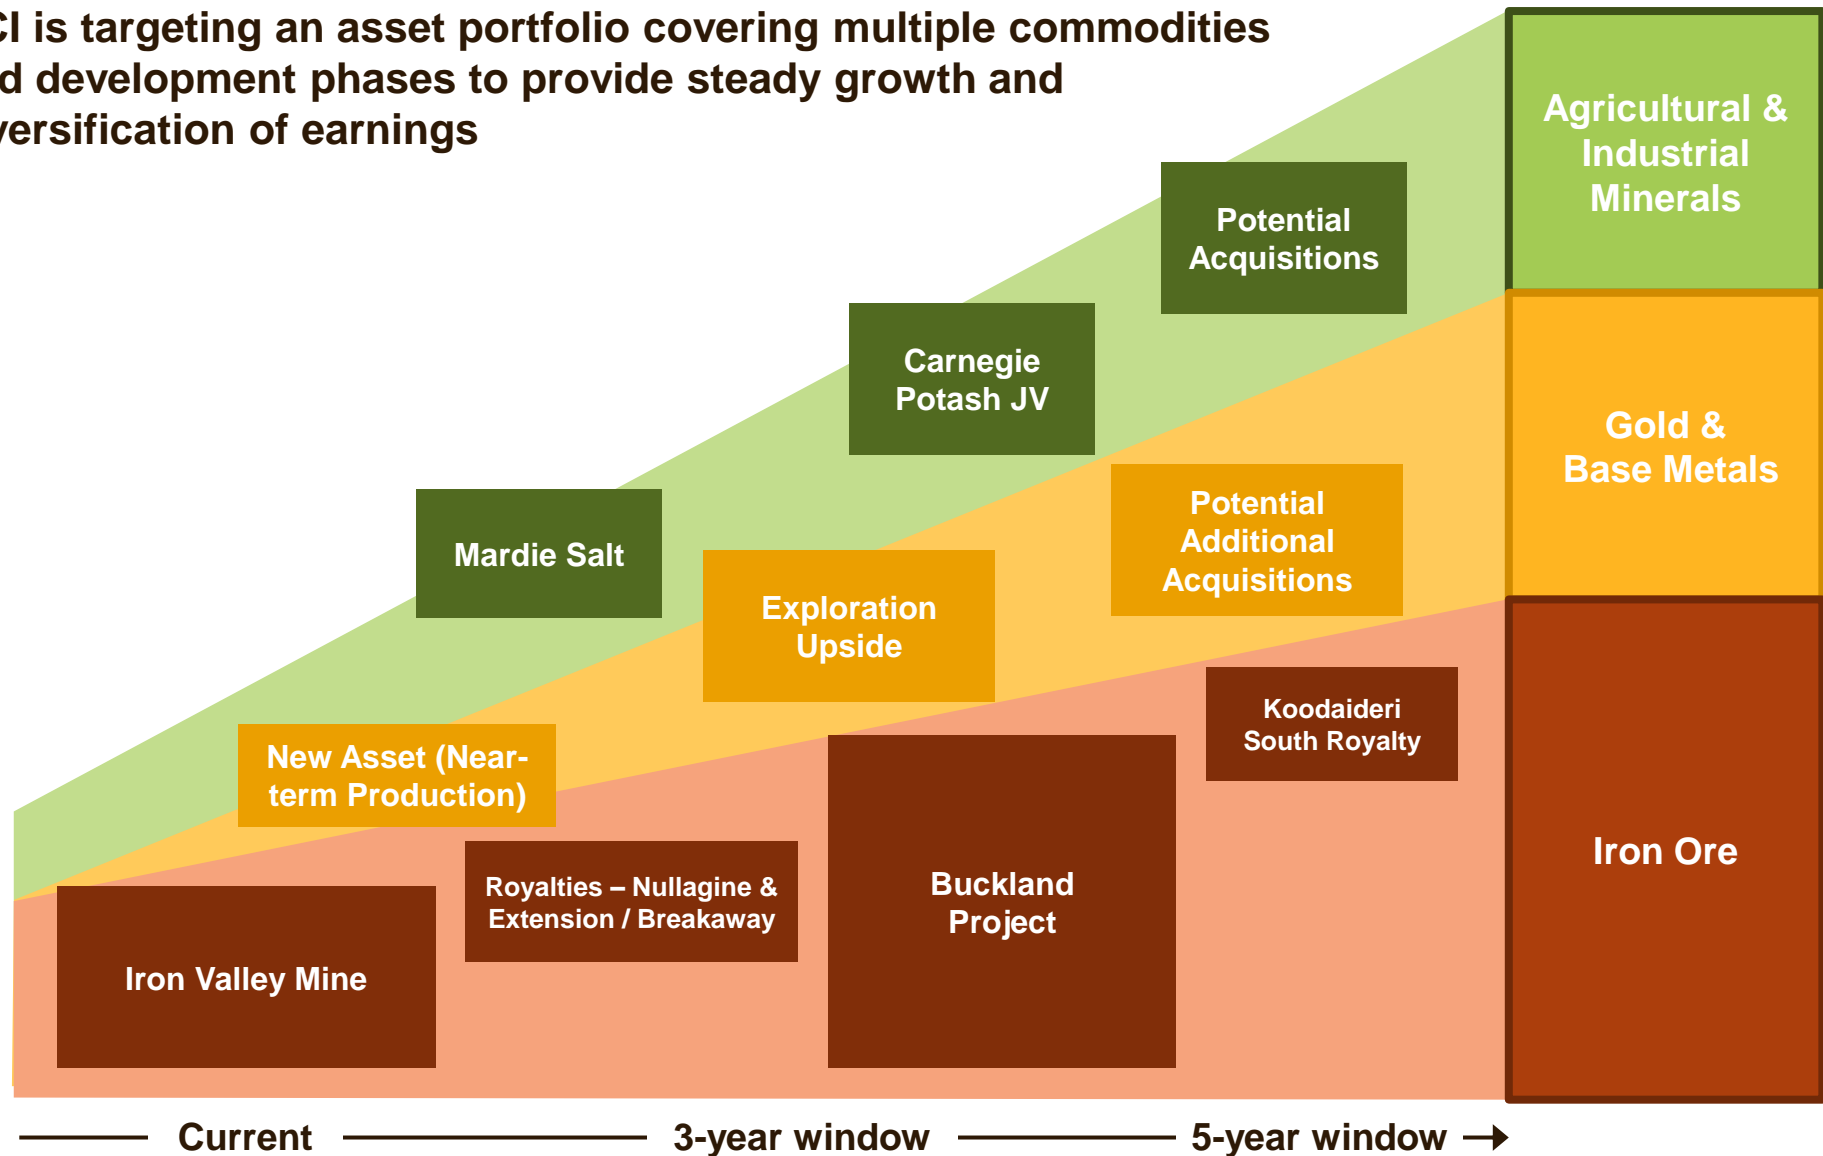 CI is targeting an asset portfolio covering multiple commodities
d development phases to provide steady growth and
versification of earnings
Agricultural &
Industrial
Minerals
Potential
Acquisitions
Carnegie
Potash JV
Gold &
Base Metals
Potential
Additional
Acquisitions
Mardie Salt
Exploration
Upside
Koodaideri
South Royalty
New Asset (Near-
term Production)
Iron Ore
Royalties – Nullagine &
Extension / Breakaway
Buckland
Project
Iron Valley Mine
Current
3-year window
5-year window